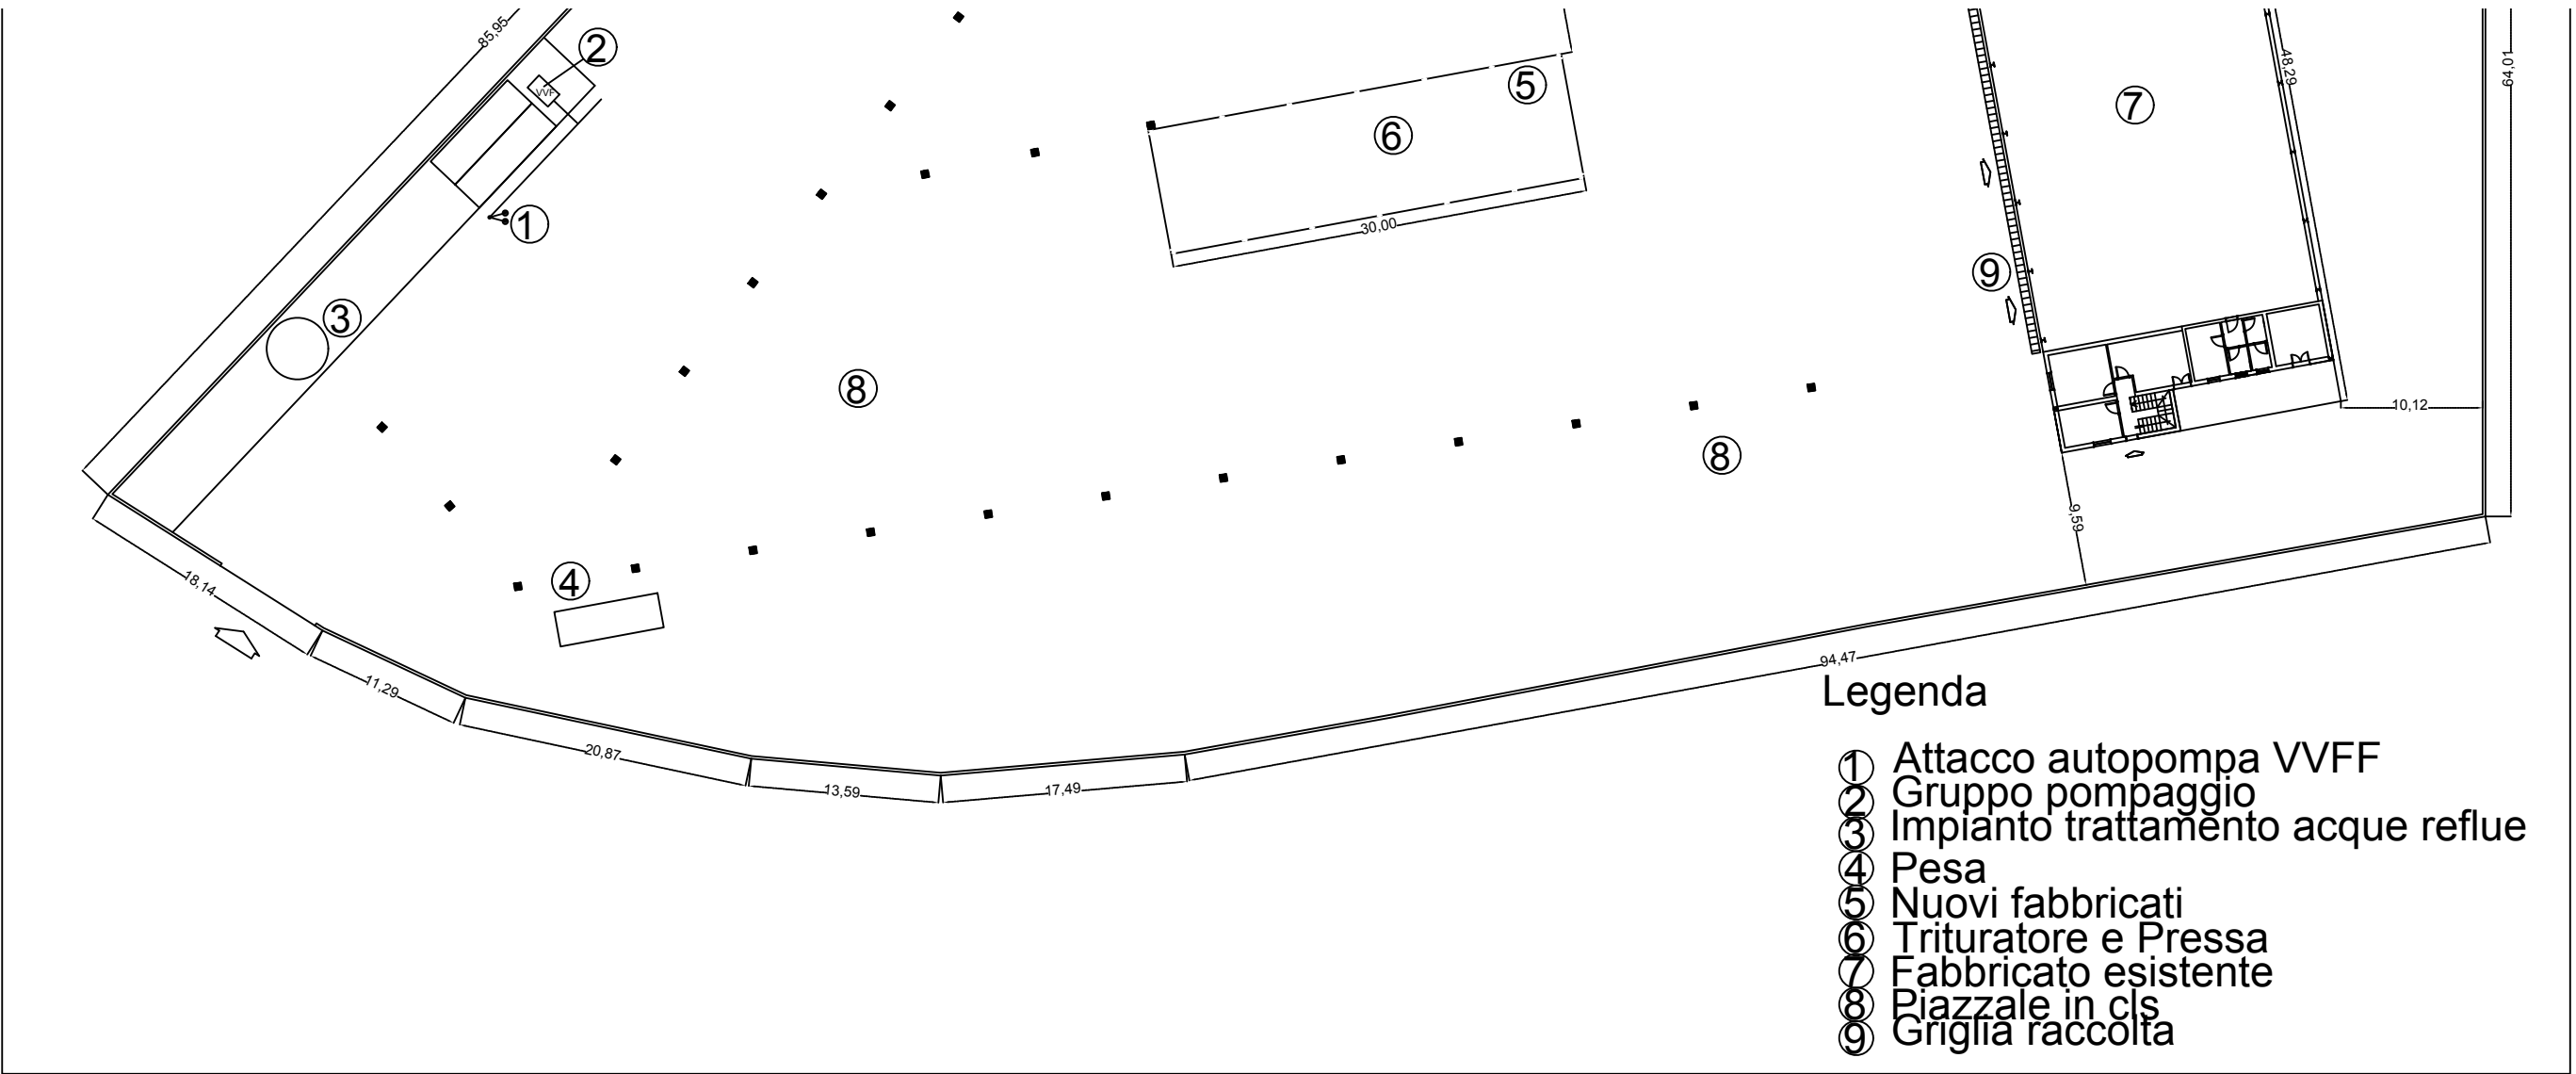 85,95
2
VVF
5
6
7
48,29
64,01
1
30,00
9
3
8
10,12
8
9,59
4
18,14
11,29
94,47
20,87
13,59
17,49
Legenda
1 Attacco autopompa VVFF
2 Gruppo pompaggio
3 Impianto trattamento acque reflue
4 Pesa
5 Nuovi fabbricati
6 Trituratore e Pressa
7 Fabbricato esistente
8 Piazzale in cls
9 Griglia raccolta